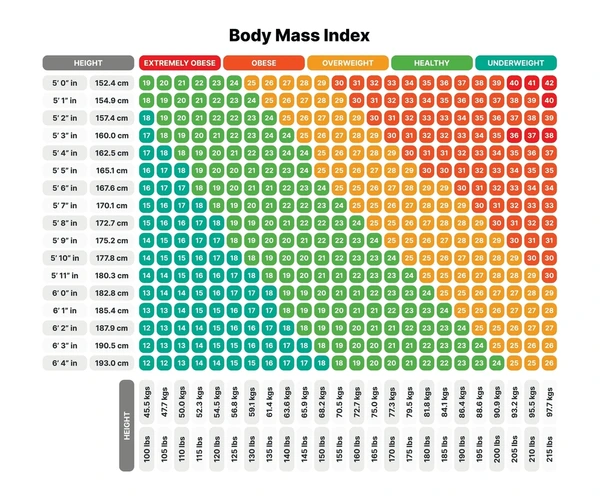 Body Mass Index
HEIGHT EXTREMELY OBESE OBESE OVERWEIGHT HEALTHY UNDERWEIGHT
5' 0" in 152.4 cm 19 20 21 22 23 24 25 26 27 28 29 30 31 32 33 34 35 36 37 38 39 40 41 42
5' 1" in 154.9 cm 18 19 20 21 22 23 24 25 26 27 28 29 30 31 32 33 34 35 36 36 37 38 39 40
5' 2" in 157.4 cm 18 19 20 21 22 22 23 24 25 26 27 28 29 30 31 32 33 33 34 35 36 37 38 39
5' 3" in 160.0 cm 17 18 19 20 21 22 23 24 24 25 26 27 28 29 30 31 32 32 33 34 35 36 37 38
5' 4" in 162.5 cm 17 18 18 19 20 21 22 23 24 24 25 26 27 28 29 30 31 31 32 33 34 35 36 37
5' 5" in 165.1 cm 16 17 18 19 20 20 21 22 23 24 25 25 26 27 28 29 30 30 31 32 33 34 35 35
5' 6" in 167.6 cm 16 17 17 18 19 20 21 21 22 23 24 25 25 26 27 28 29 29 30 31 32 33 34 34
5' 7" in 170.1 cm 15 16 17 18 18 19 20 21 22 22 23 24 25 25 26 27 28 29 29 30 31 32 33 33
5' 8" in 172.7 cm 15 16 16 17 18 19 19 20 21 22 22 23 24 25 25 26 27 28 28 29 30 31 32 32
5' 9" in 175.2 cm 14 15 16 17 17 18 19 20 20 21 22 22 23 24 25 25 26 27 28 28 29 30 31 31
5' 10" in 177.8 cm 14 15 15 16 17 18 18 19 20 20 21 22 23 23 24 25 25 26 27 28 28 29 30 30
5' 11" in 180.3 cm 14 14 15 16 16 17 18 18 19 20 21 21 22 23 23 24 25 25 26 27 28 28 29 30
6' 0" in 182.8 cm 13 14 14 15 16 17 17 18 19 19 20 21 21 22 23 23 24 25 25 26 27 27 28 29
6' 1" in 185.4 cm 13 13 14 15 15 16 17 17 18 19 19 20 21 21 22 23 23 24 25 25 26 27 27 28
6' 2" in 187.9 cm 12 13 14 14 15 16 16 17 18 18 19 19 20 21 21 22 23 23 24 25 25 26 27 27
6' 3" in 190.5 cm 12 13 13 14 15 15 16 16 17 18 18 19 20 20 21 21 22 23 23 24 25 25 26 26
6' 4" in 193.0 cm 12 12 13 14 14 15 15 16 17 17 18 18 19 20 20 21 22 22 23 23 24 25 25 26
HEIGHT
45.5 kgs 47.7 kgs 50.0 kgs 52.3 kgs 54.5 kgs 56.8 kgs 59.1 kgs 61.4 kgs 63.6 kgs 65.9 kgs 68.2 kgs 70.5 kgs 72.7 kgs 75.0 kgs 77.3 kgs 79.5 kgs 81.8 kgs 84.1 kgs 86.4 kgs 88.6 kgs 90.9 kgs 93.2 kgs 95.5 kgs 97.7 kgs
100 lbs 105 lbs 110 lbs 115 lbs 120 lbs 125 lbs 130 lbs 135 lbs 140 lbs 145 lbs 150 lbs 155 lbs 160 lbs 165 lbs 170 lbs 175 lbs 180 lbs 185 lbs 190 lbs 195 lbs 200 lbs 205 lbs 210 lbs 215 lbs